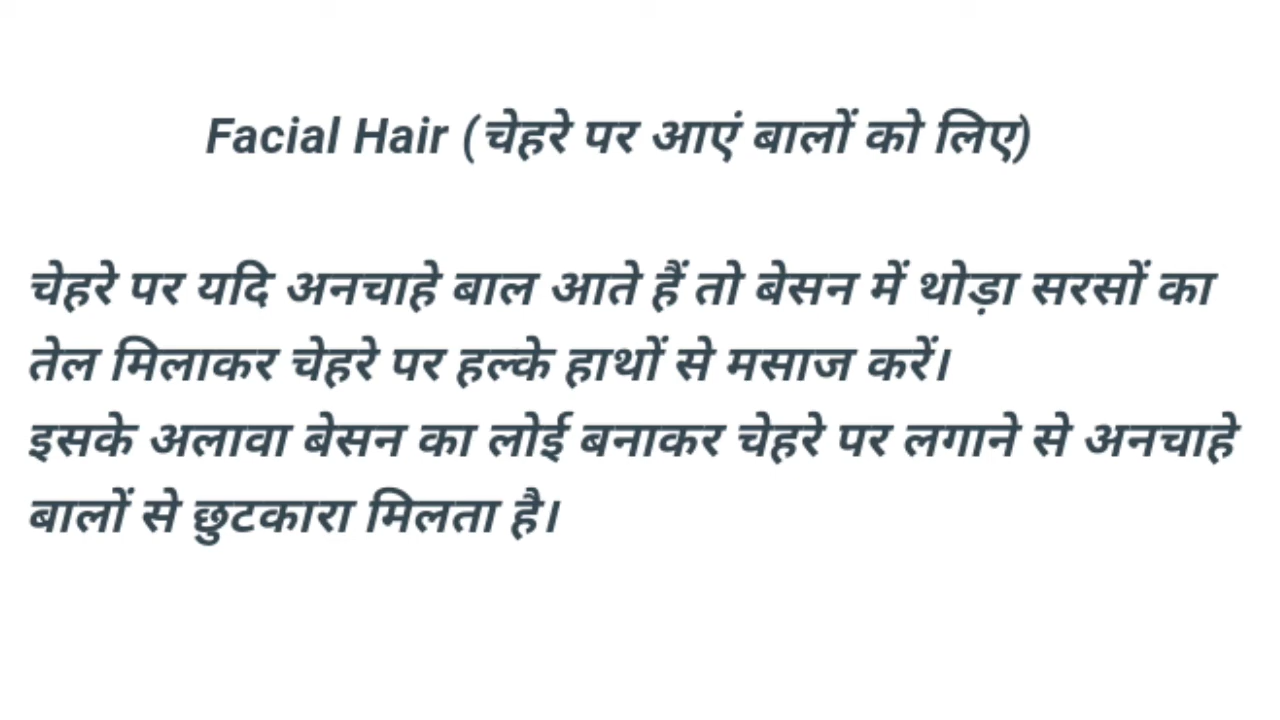 Facial Hair (चेहरे पर आएं बालों को लिए)
चेहरे पर यदि अनचाहे बाल आते हैं तो बेसन में थोड़ा सरसों का
तेल मिलाकर चेहरे पर हल्के हाथों से मसाज करें।
इसके अलावा बेसन का लोई बनाकर चेहरे पर लगाने से अनचाहे
बालों से छुटकारा मिलता है।